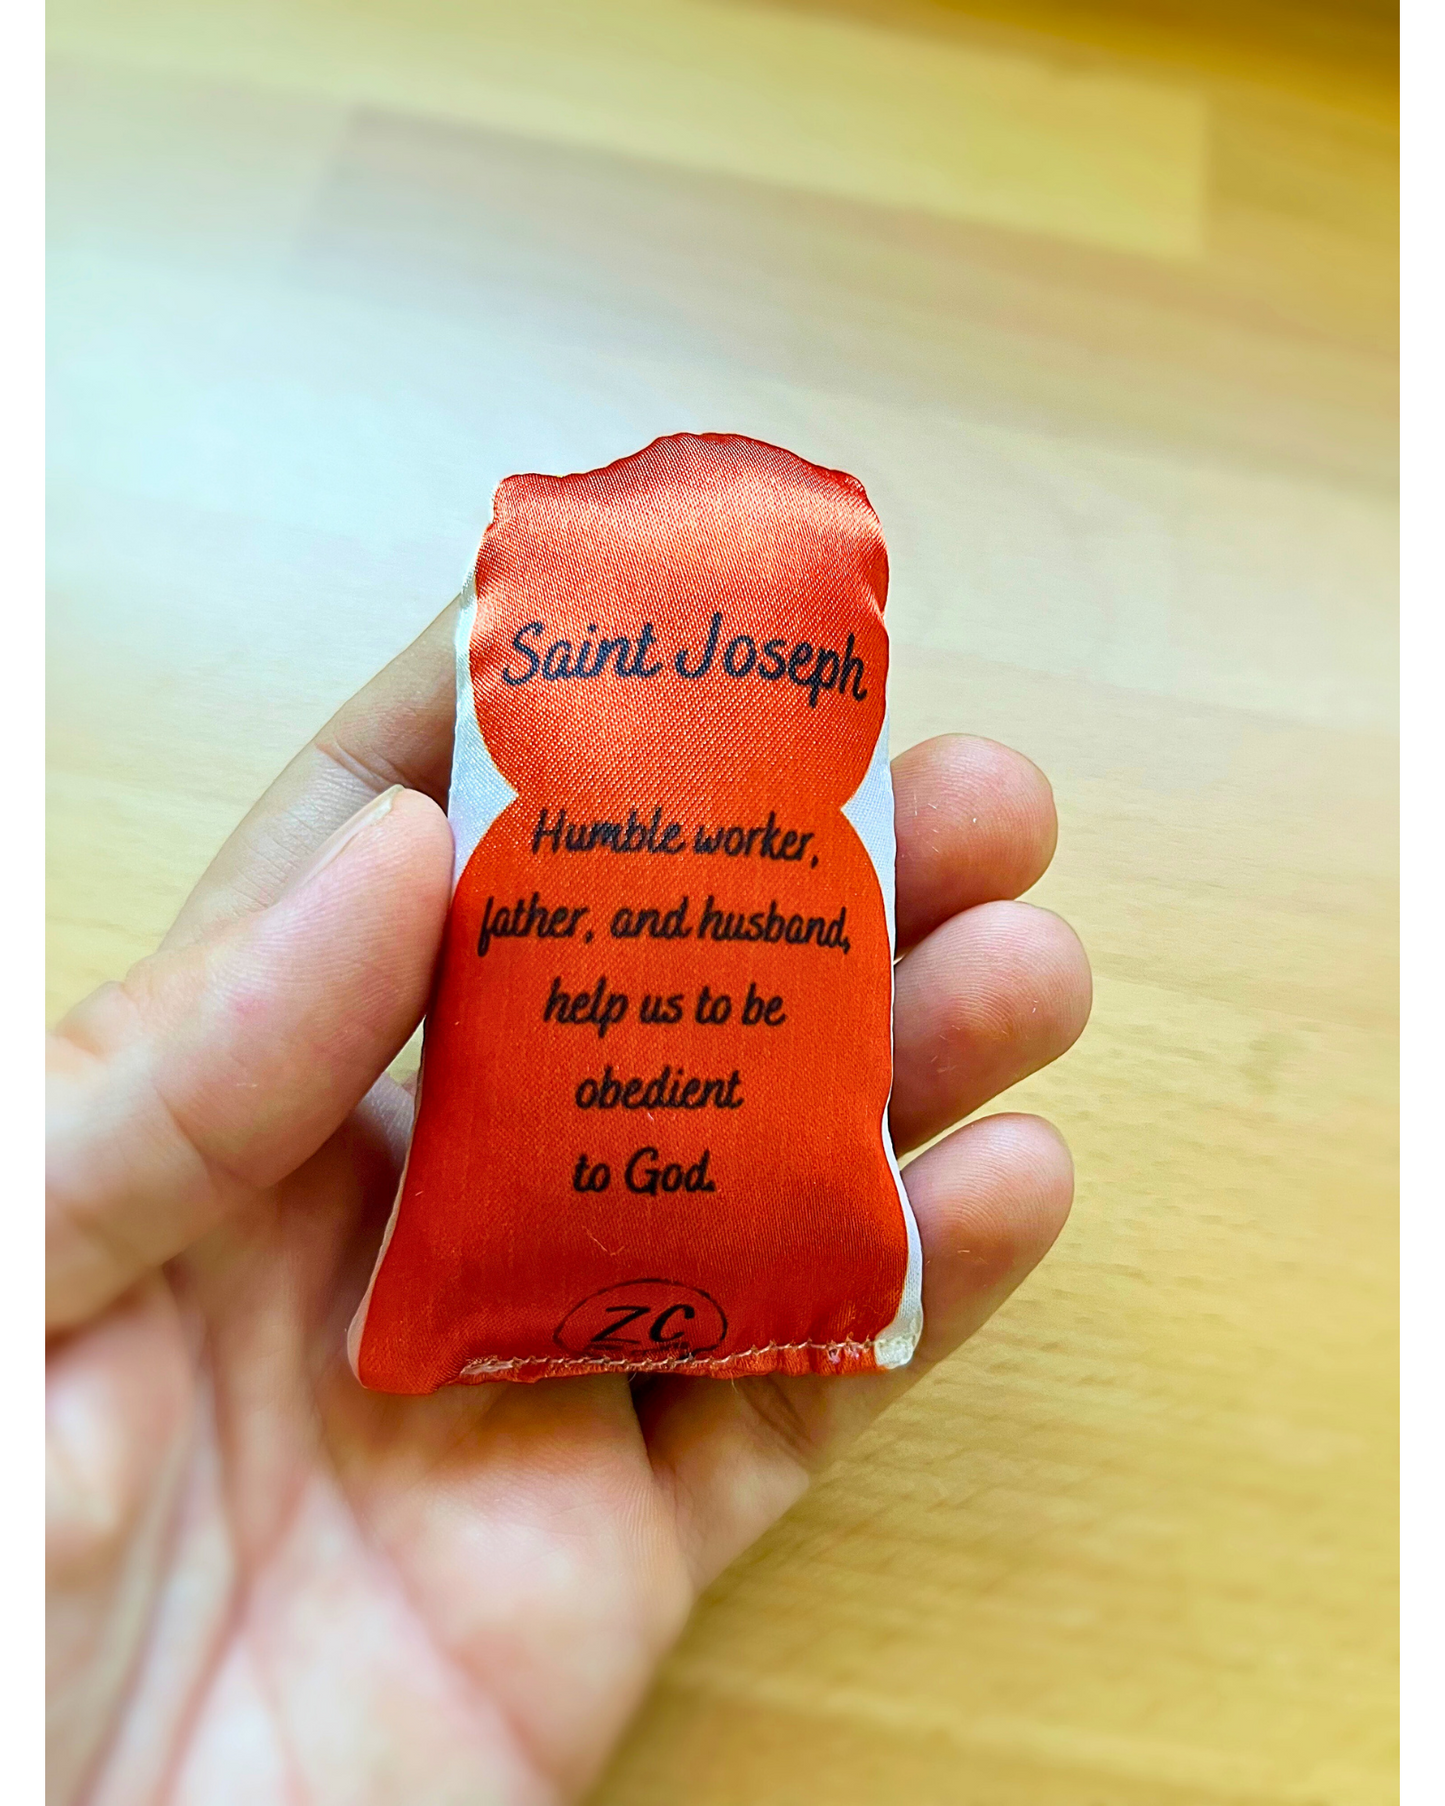 Saint Joseph
Humble worker,
father, and husband,
help us to be
obedient
to God.
ZC